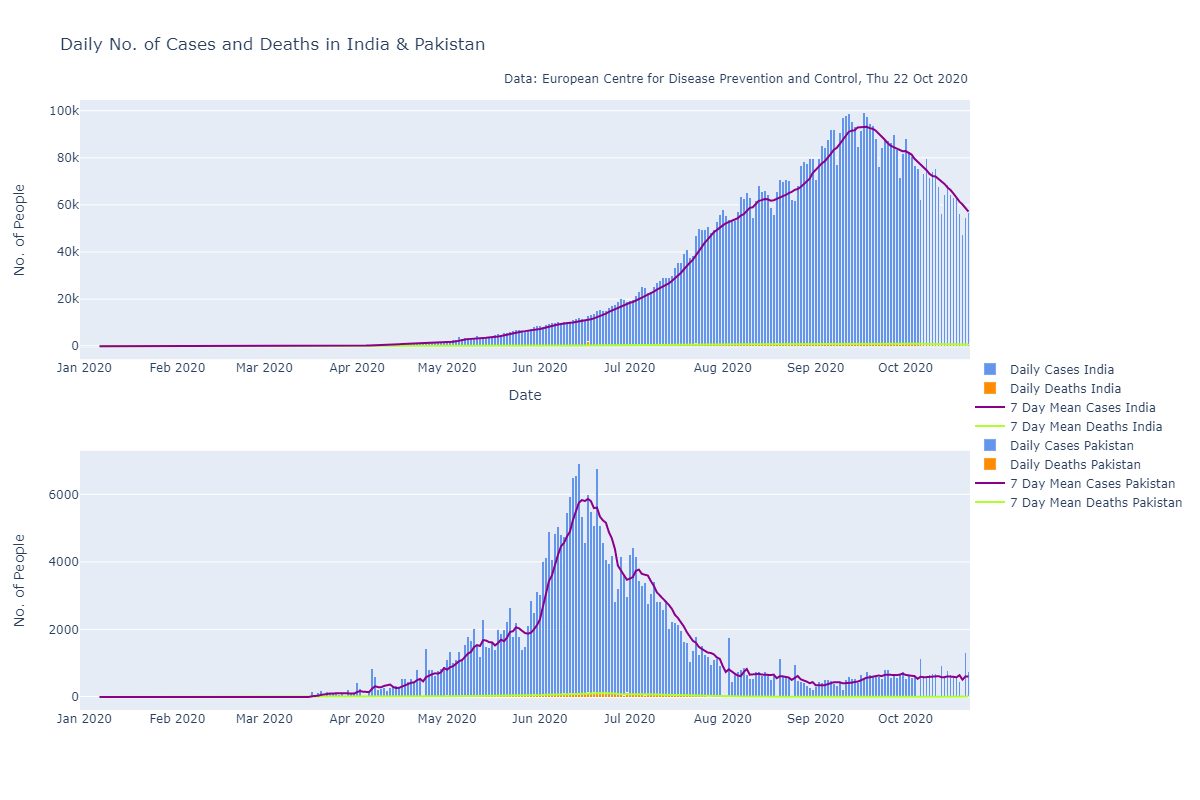 Daily No. of Cases and Deaths in India & Pakistan
Data: European Centre for Disease Prevention and Control, Thu 22 Oct 2020
100k
80k
60k
40k
20k
0
No. of People
Jan 2020 Feb 2020 Mar 2020 Apr 2020 May 2020 Jun 2020 Jul 2020 Aug 2020 Sep 2020 Oct 2020
Date
Daily Cases India
Daily Deaths India
7 Day Mean Cases India
7 Day Mean Deaths India
Daily Cases Pakistan
Daily Deaths Pakistan
7 Day Mean Cases Pakistan
7 Day Mean Deaths Pakistan
6000
4000
2000
0
No. of People
Jan 2020 Feb 2020 Mar 2020 Apr 2020 May 2020 Jun 2020 Jul 2020 Aug 2020 Sep 2020 Oct 2020